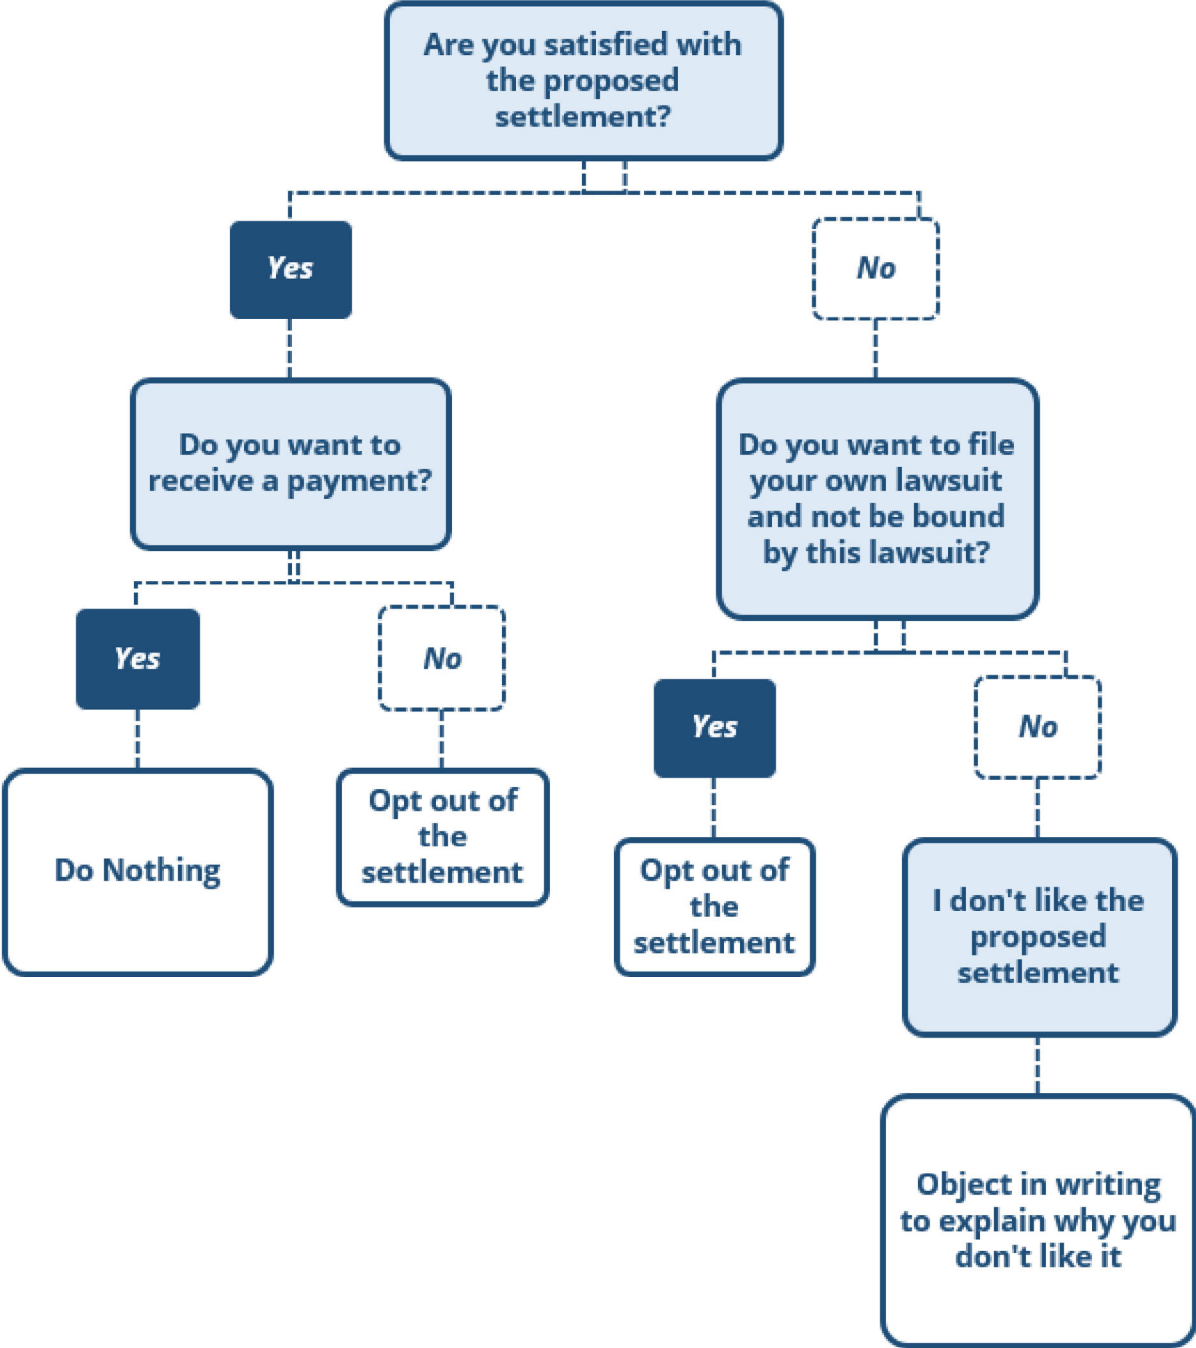 Are you satisfied with
the proposed
settlement?
Yes
No
Do you want to
receive a payment?
Do you want to file
your own lawsuit
and not be bound
by this lawsuit?
Yes
No
Yes
No
Do Nothing
Opt out of
the
settlement
Opt out of
the
settlement
I don't like the
proposed
settlement
Object in writing
to explain why you
don't like it